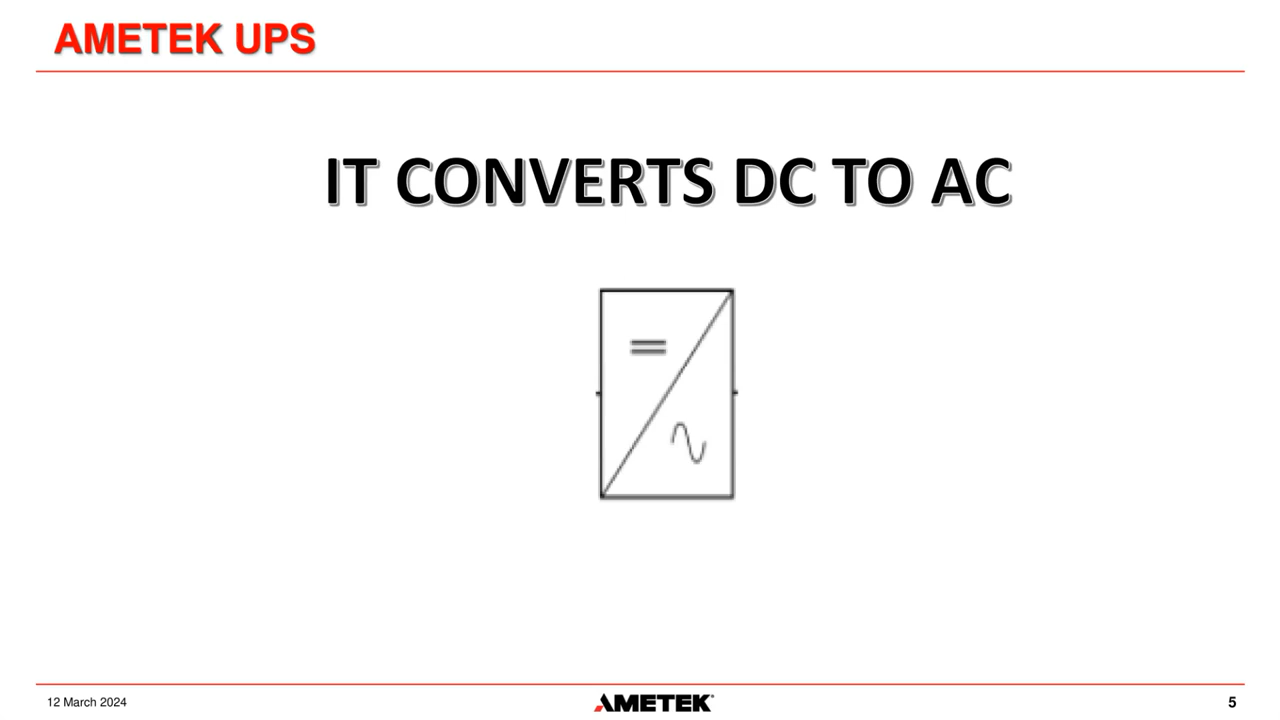 AMETEK UPS
IT CONVERTS DC TO AC
12 March 2024
AMETEK®
5